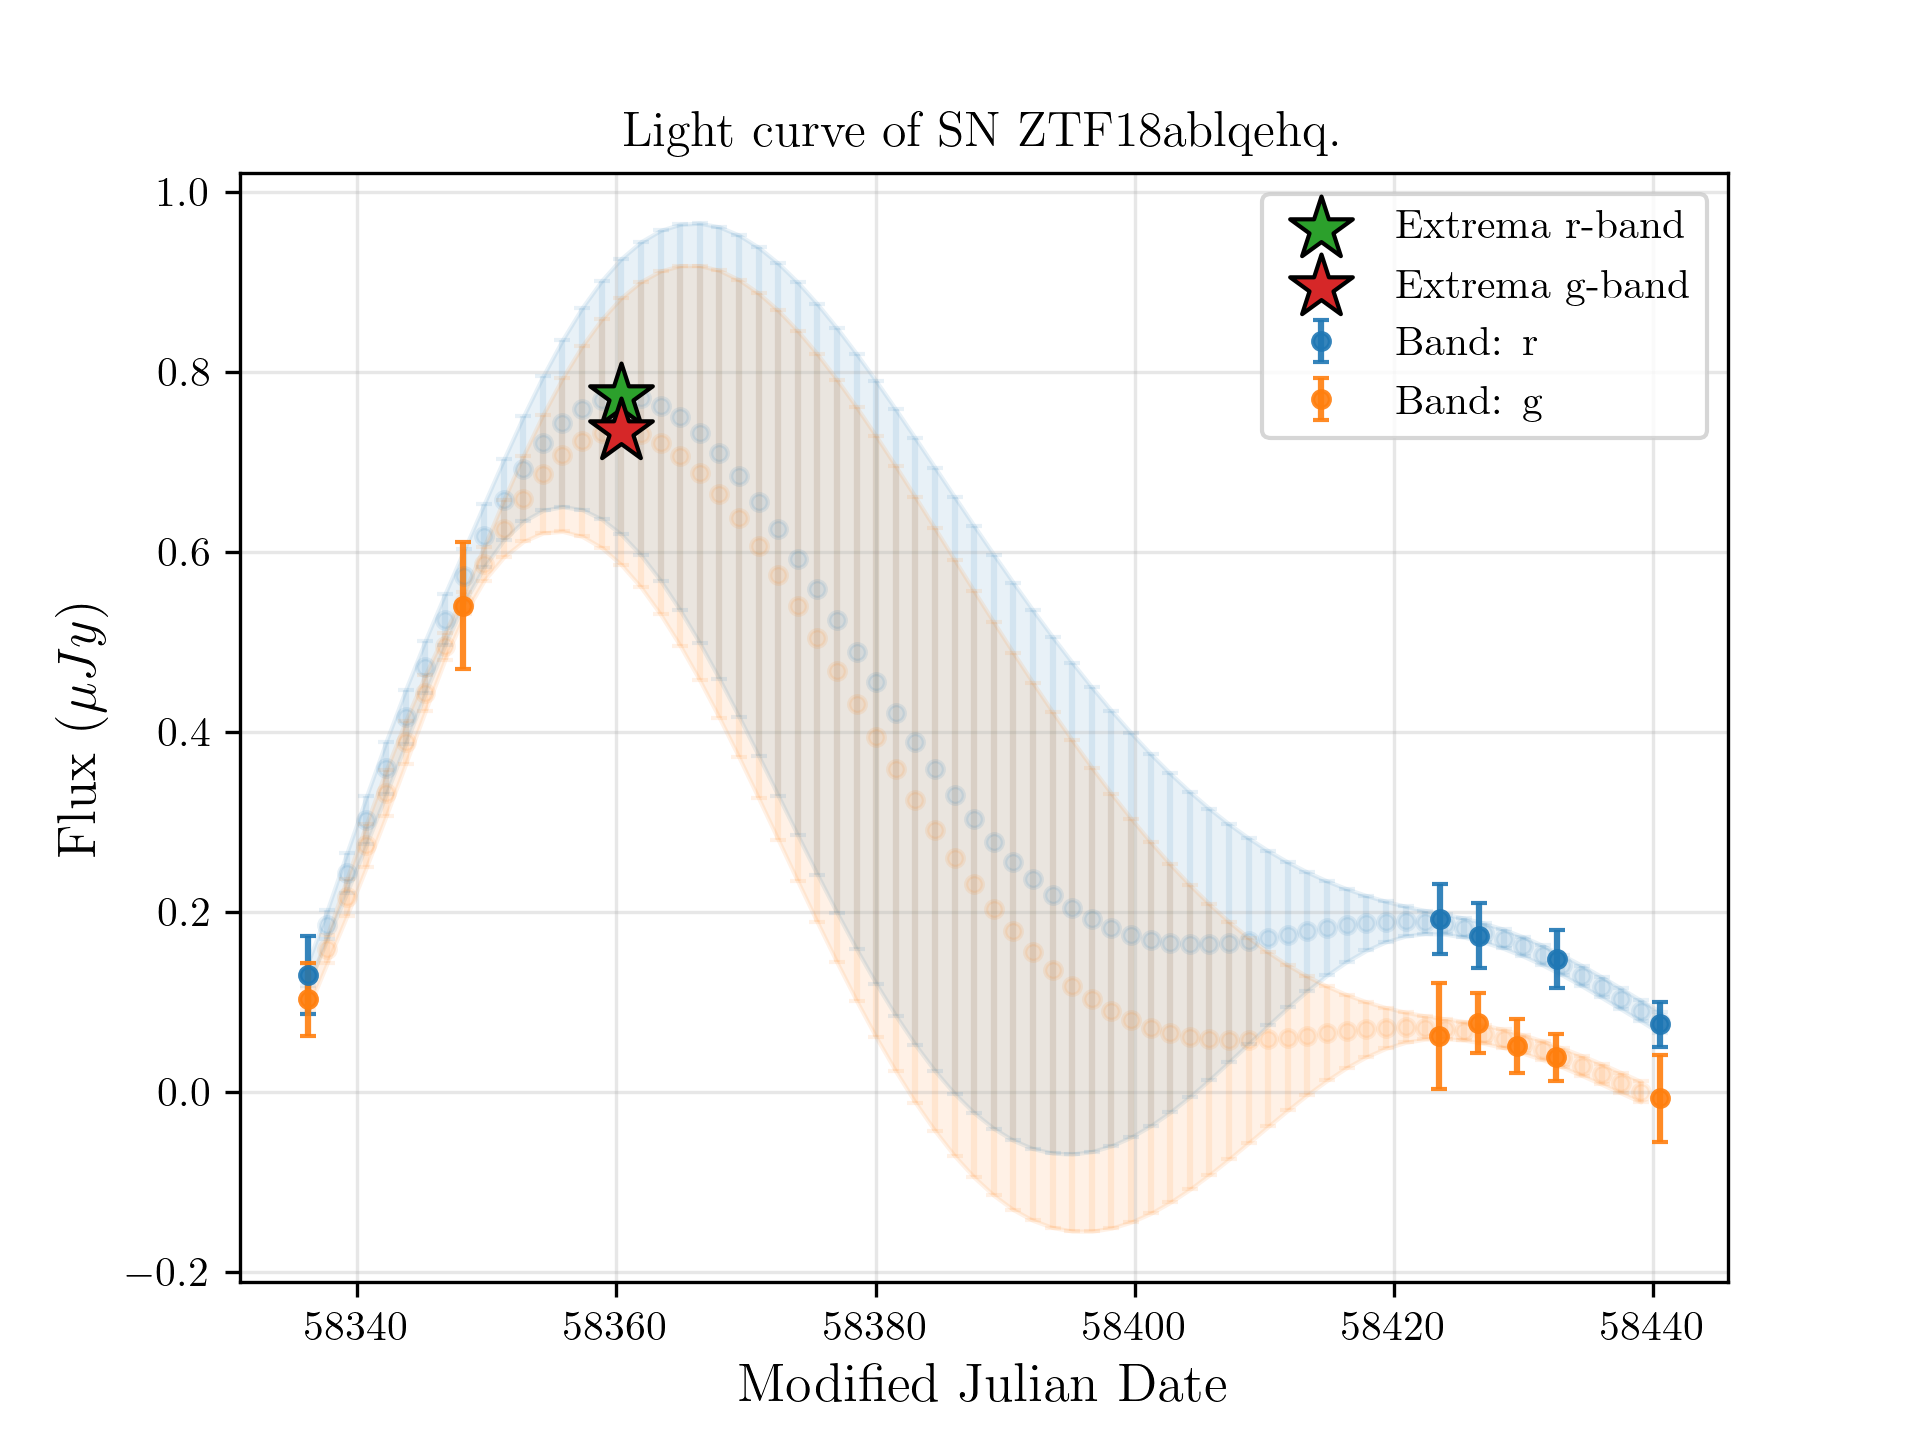 Light curve of SN ZTF18ablqehq.
1.0
0.8
0.6
0.4
0.2
0.0
−0.2
Flux (μJy)
Extrema r-band
Extrema g-band
Band: r
Band: g
58340 58360 58380 58400 58420 58440
Modified Julian Date